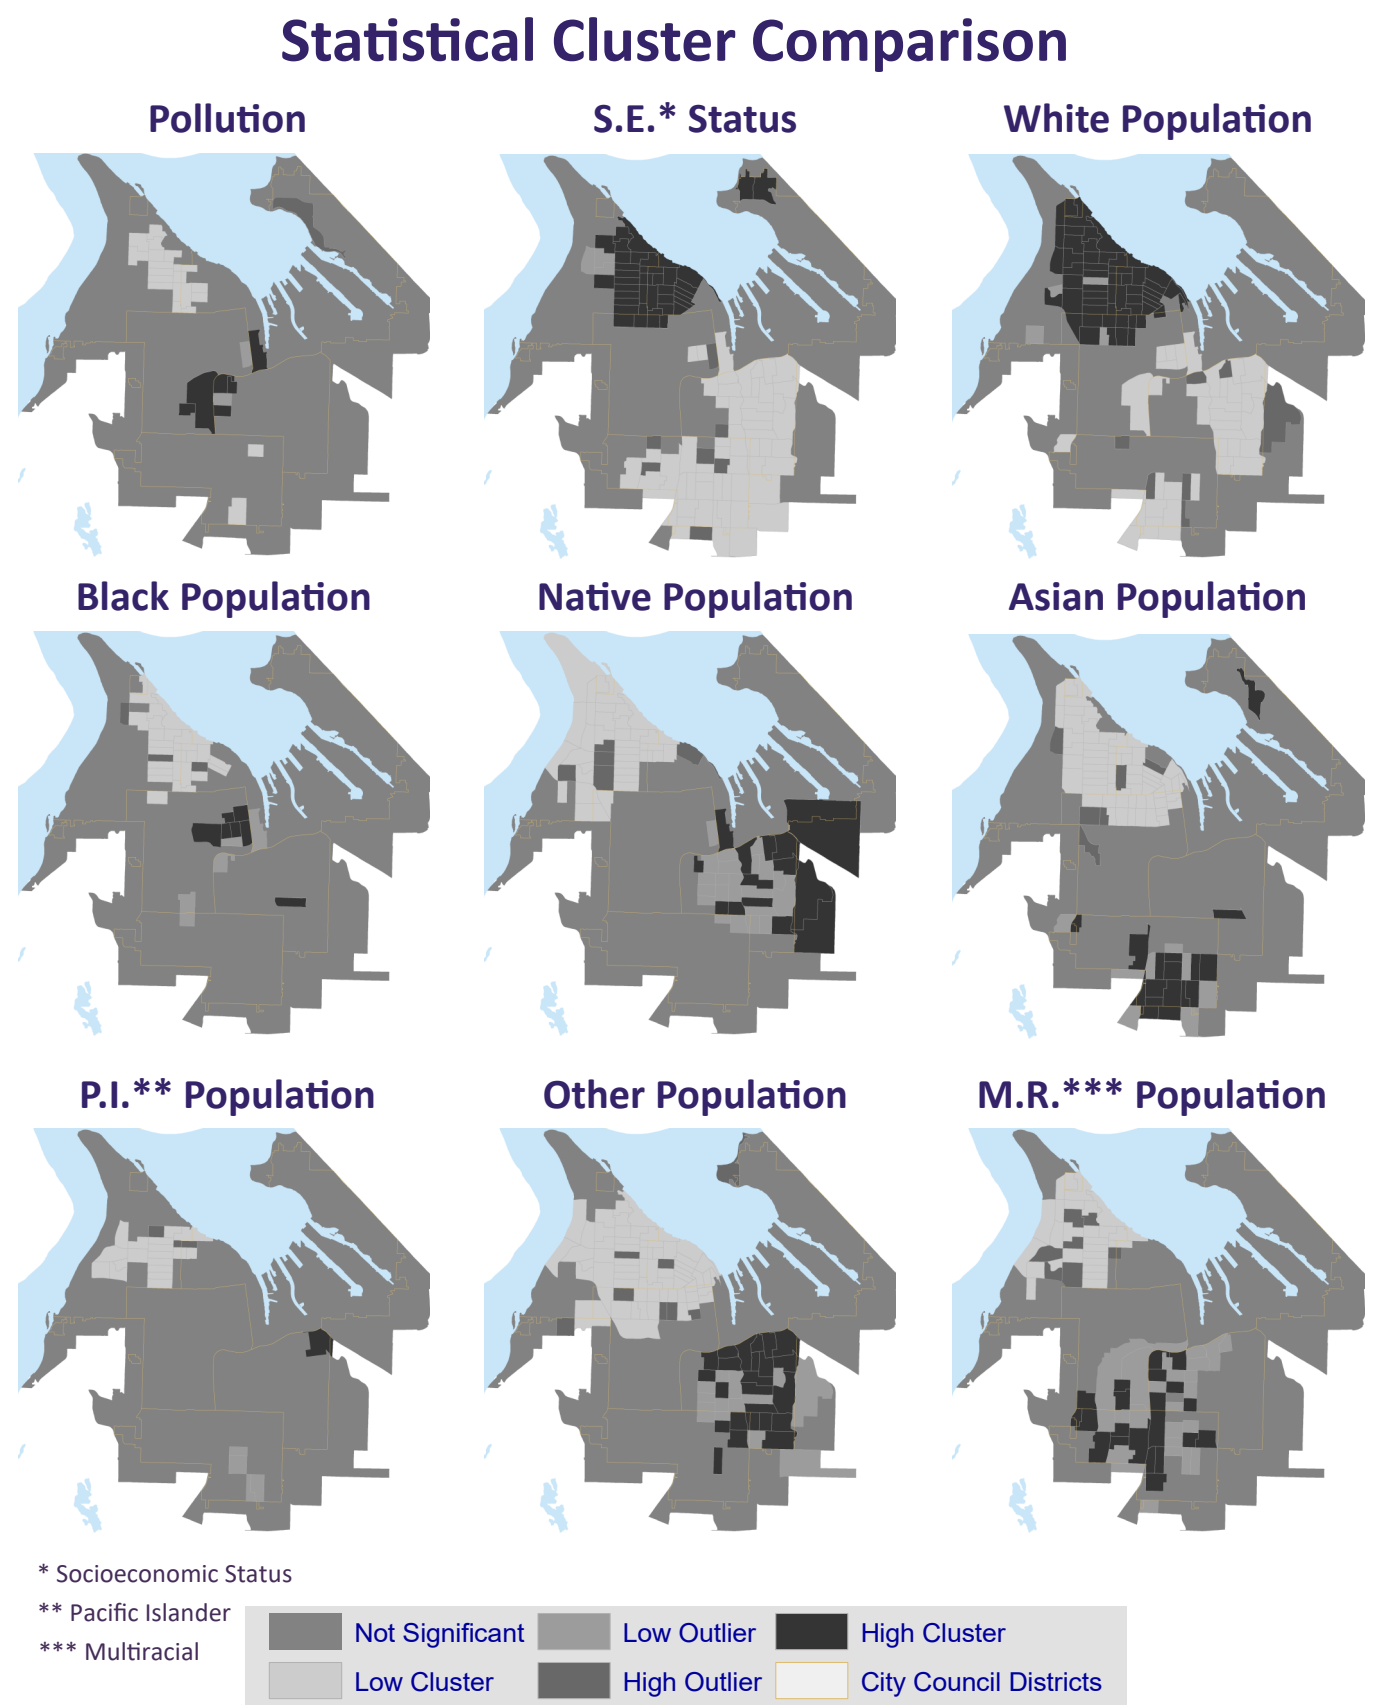 Statistical Cluster Comparison
Pollution
S.E.* Status
White Population
Black Population
Native Population
Asian Population
P.I.** Population
Other Population
M.R.*** Population
* Socioeconomic Status
** Pacific Islander
*** Multiracial
Not Significant
Low Outlier
High Cluster
Low Cluster
High Outlier
City Council Districts